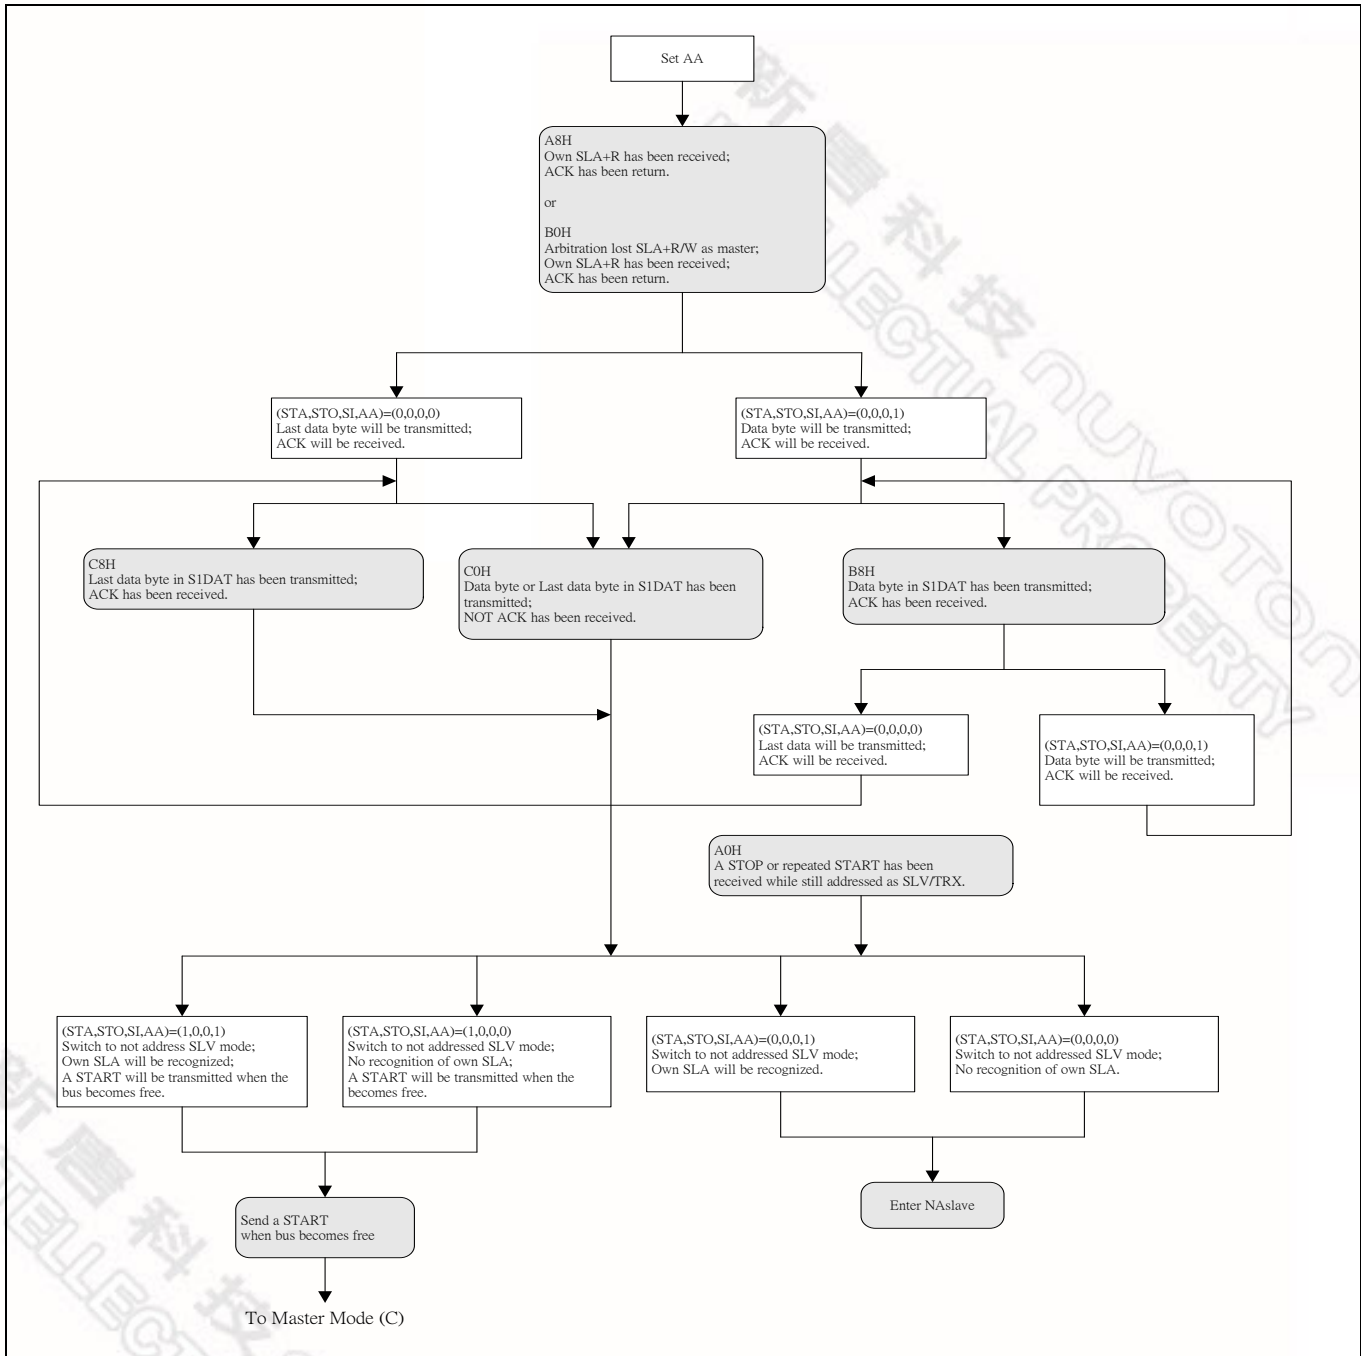 Set AA
A8H
Own SLA+R has been received;
ACK has been return.
or
B0H
Arbitration lost SLA+R/W as master;
Own SLA+R has been received;
ACK has been return.
(STA,STO,SI,AA)=(0,0,0,0)
Last data byte will be transmitted;
ACK will be received.
(STA,STO,SI,AA)=(0,0,0,1)
Data byte will be transmitted;
ACK will be received.
C8H
Last data byte in S1DAT has been transmitted;
ACK has been received.
C0H
Data byte or Last data byte in S1DAT has been
transmitted;
NOT ACK has been received.
B8H
Data byte in S1DAT has been transmitted;
ACK has been received.
(STA,STO,SI,AA)=(0,0,0,0)
Last data will be transmitted;
ACK will be received.
(STA,STO,SI,AA)=(0,0,0,1)
Data byte will be transmitted;
ACK will be received.
A0H
A STOP or repeated START has been
received while still addressed as SLV/TRX.
(STA,STO,SI,AA)=(1,0,0,1)
Switch to not address SLV mode;
Own SLA will be recognized;
A START will be transmitted when the
bus becomes free.
(STA,STO,SI,AA)=(1,0,0,0)
Switch to not addressed SLV mode;
No recognition of own SLA;
A START will be transmitted when the
becomes free.
(STA,STO,SI,AA)=(0,0,0,1)
Switch to not addressed SLV mode;
Own SLA will be recognized.
(STA,STO,SI,AA)=(0,0,0,0)
Switch to not addressed SLV mode;
No recognition of own SLA.
Send a START
when bus becomes free
Enter NAslave
To Master Mode (C)
新唐科技 nuvoTon
INTELLECTUAL PROPERTY
新唐科技